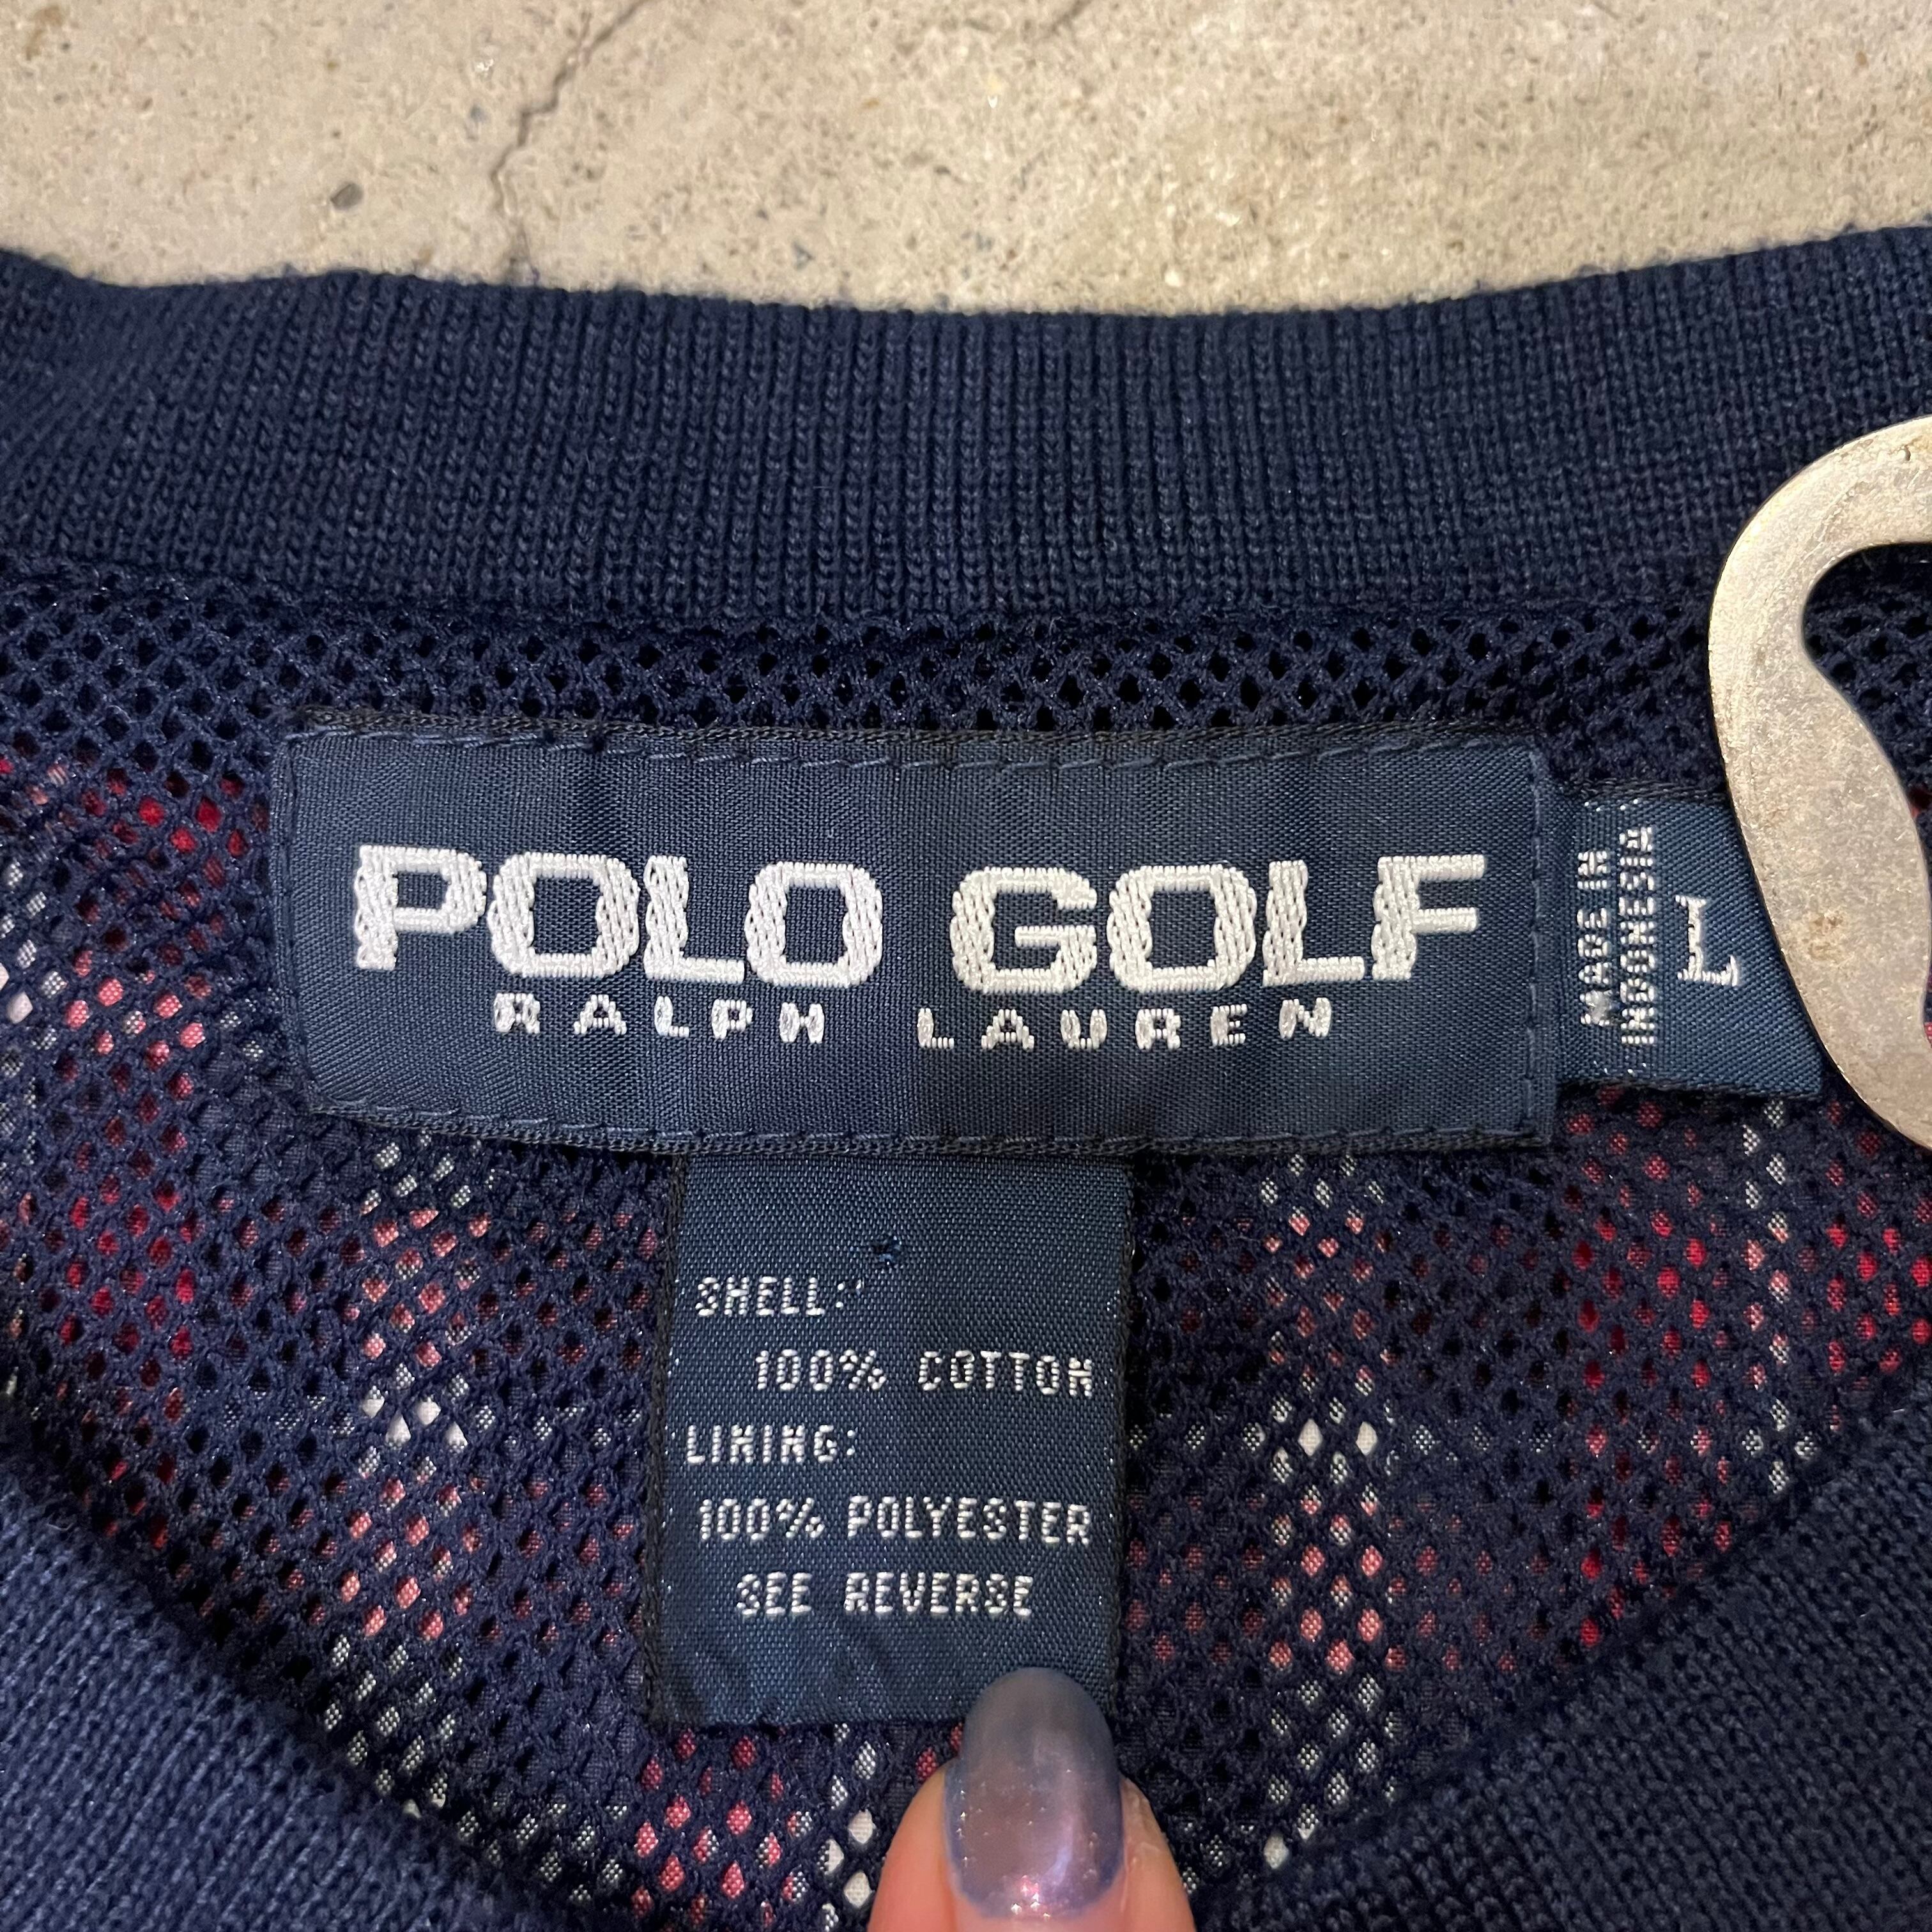 POLO GOLF
RALPH LAUREN
MADE IN
INDONESIA
L
SHELL:
100% COTTON
LINING:
100% POLYESTER
SEE REVERSE